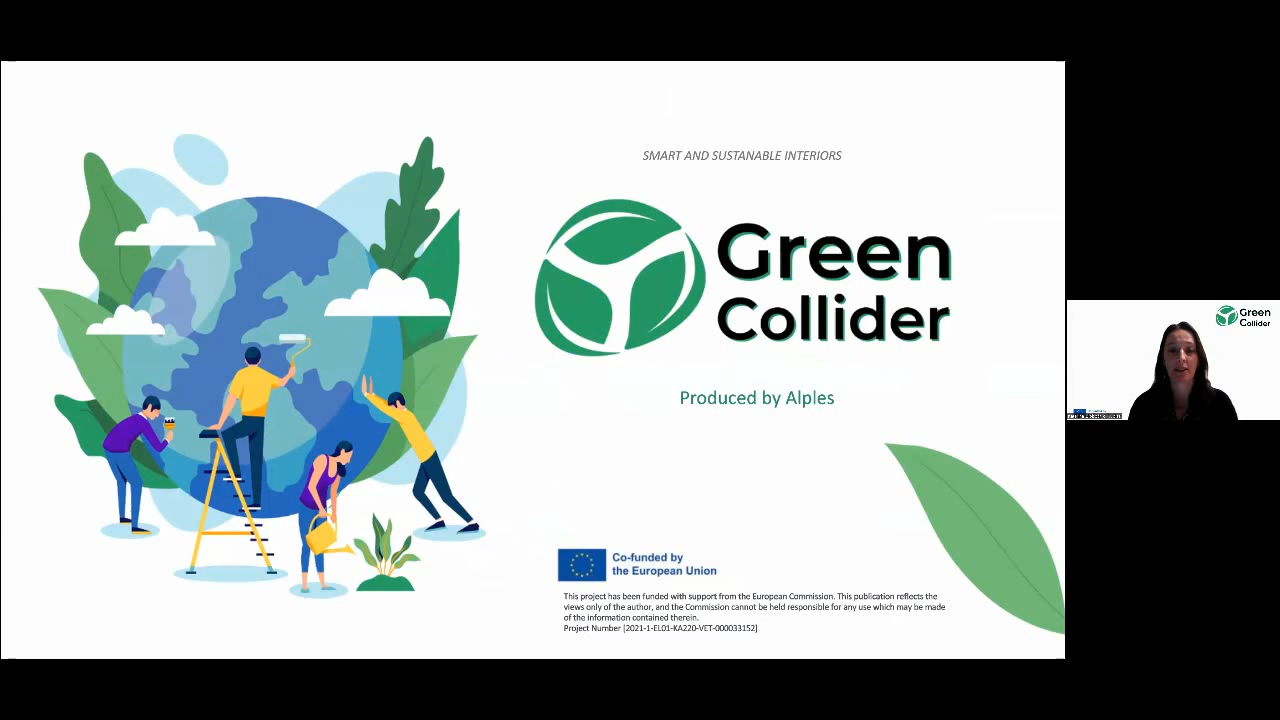 SMART AND SUSTANABLE INTERIORS
Green
Collider
Produced by Alples
Co-funded by
the European Union
This project has been funded with support from the European Commission. This publication reflects the
views only of the author, and the Commission cannot be held responsible for any use which may be made
of the information contained therein.
Project Number [2021-1-EL01-KA220-VET-000033152]
Green
Collider